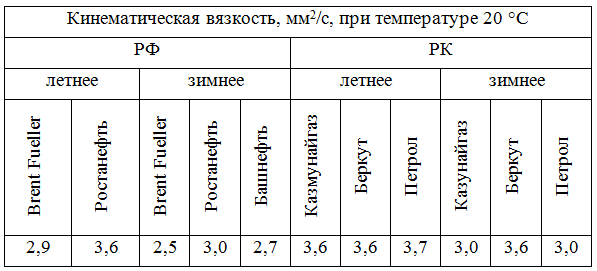 Кинематическая вязкость, мм²/с, при температуре 20 °С
РФ РК
летнее зимнее летнее зимнее
Brent Fueller Ростанефть Brent Fueller Ростанефть Башнефть Казмунайгаз Беркут Петрол Казунайгаз Беркут Петрол
2,9 3,6 2,5 3,0 2,7 3,6 3,6 3,7 3,0 3,6 3,0